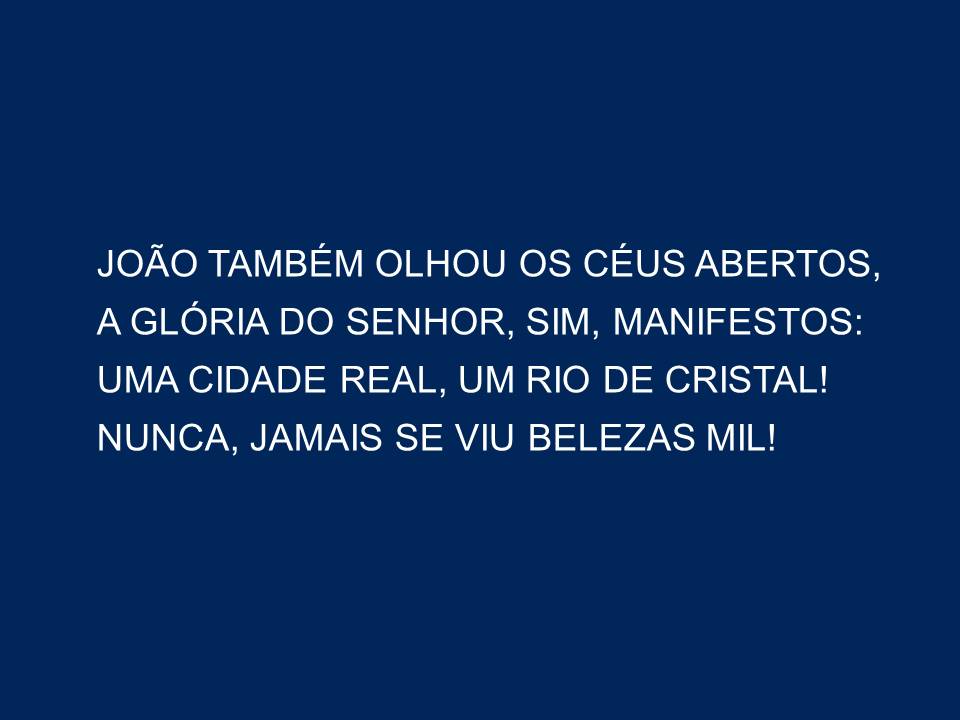 JOÃO TAMBÉM OLHOU OS CÉUS ABERTOS,
A GLÓRIA DO SENHOR, SIM, MANIFESTOS:
UMA CIDADE REAL, UM RIO DE CRISTAL!
NUNCA, JAMAIS SE VIU BELEZAS MIL!